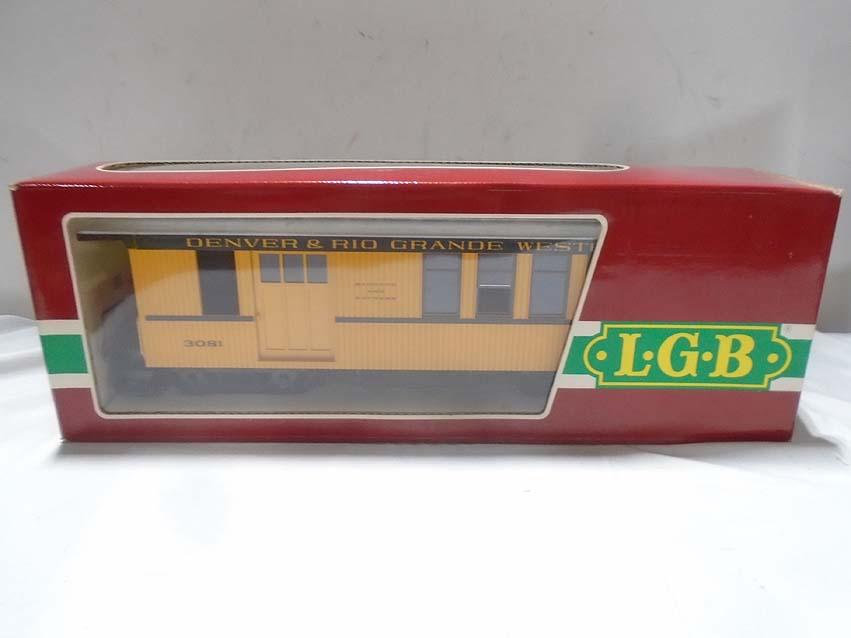 DENVER & RIO GRANDE WEST
3081
L·G·B
®